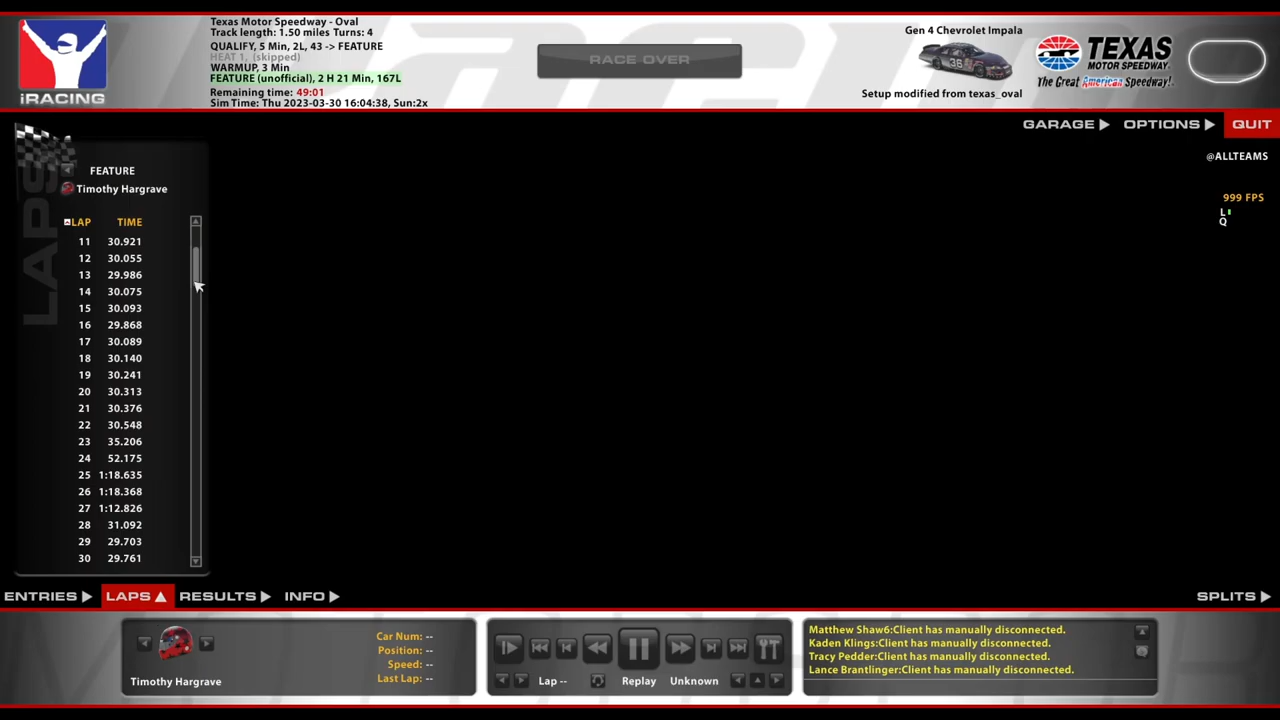 iRACING
Texas Motor Speedway - Oval
Track length: 1.50 miles Turns: 4
QUALIFY, 5 Min, 2L, 43 -> FEATURE
HEAT 1, (skipped)
WARMUP, 3 Min
FEATURE (unofficial), 2 H 21 Min, 167L
Remaining time: 49:01
Sim Time: Thu 2023-03-30 16:04:38, Sun:2x
RACE OVER
Gen 4 Chevrolet Impala
36
Setup modified from texas_oval
TEXAS
MOTOR SPEEDWAY.
The Great American Speedway!
GARAGE
OPTIONS
QUIT
@ALLTEAMS
999 FPS
L
Q
LAPS
FEATURE
Timothy Hargrave
LAP TIME
11 30.921
12 30.055
13 29.986
14 30.075
15 30.093
16 29.868
17 30.089
18 30.140
19 30.241
20 30.313
21 30.376
22 30.548
23 35.206
24 52.175
25 1:18.635
26 1:18.368
27 1:12.826
28 31.092
29 29.703
30 29.761
ENTRIES
LAPS
RESULTS
INFO
SPLITS
Timothy Hargrave
Car Num: --
Position: --
Speed: --
Last Lap: --
Lap --
Replay
Unknown
Matthew Shaw6:Client has manually disconnected.
Kaden Klings:Client has manually disconnected.
Tracy Pedder:Client has manually disconnected.
Lance Brantlinger:Client has manually disconnected.